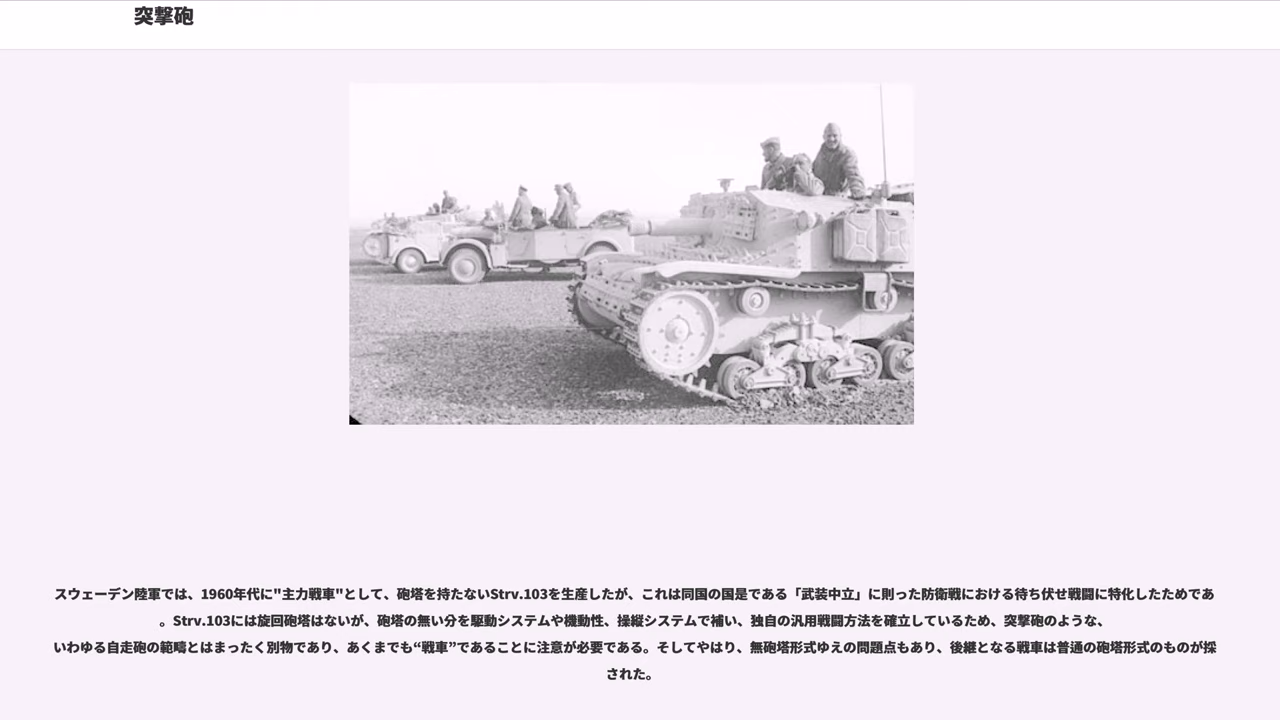 突撃砲
スウェーデン陸軍では、1960年代に"主力戦車"として、砲塔を持たないStrv.103を生産したが、これは同国の国是である「武装中立」に則った防衛戦における待ち伏せ戦闘に特化したためであ
。Strv.103には旋回砲塔はないが、砲塔の無い分を駆動システムや機動性、操縦システムで補い、独自の汎用戦闘方法を確立しているため、突撃砲のような、
いわゆる自走砲の範疇とはまったく別物であり、あくまでも“戦車”であることに注意が必要である。そしてやはり、無砲塔形式ゆえの問題点もあり、後継となる戦車は普通の砲塔形式のものが採
された。